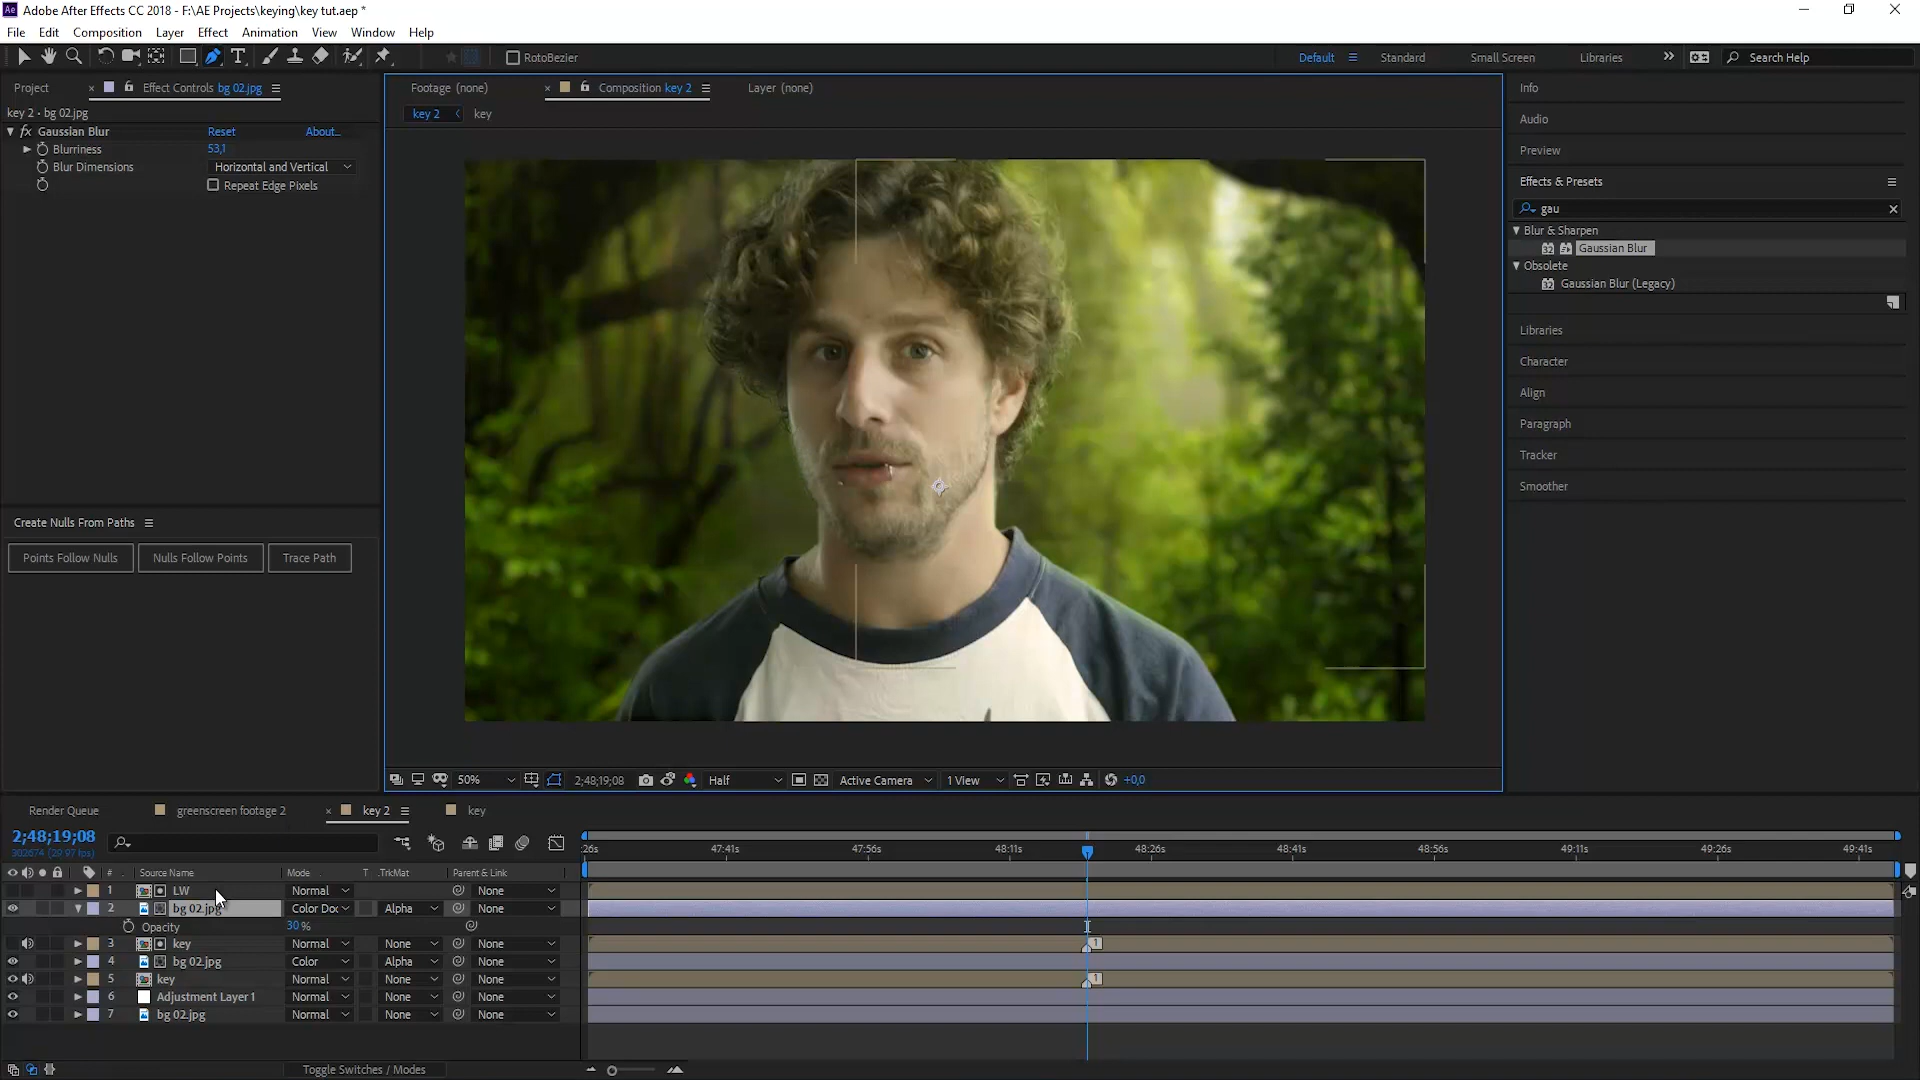 Adobe After Effects CC 2018 - F:\AE Projects\keying\key tut.aep *
File Edit Composition Layer Effect Animation View Window Help
RotoBezier Default Standard Small Screen Libraries Search Help
Project Effect Controls bg 02.jpg
key 2 • bg 02.jpg
fx Gaussian Blur Reset About...
Blurriness 53,1
Blur Dimensions Horizontal and Vertical
Repeat Edge Pixels
Create Nulls From Paths
Points Follow Nulls Nulls Follow Points Trace Path
Footage (none) Composition key 2 Layer (none)
key 2 key
50% 2;48;19;08 Half Active Camera 1 View +0,0
Info
Audio
Preview
Effects & Presets
gau
Blur & Sharpen
Gaussian Blur
Obsolete
Gaussian Blur (Legacy)
Libraries
Character
Align
Paragraph
Tracker
Smoother
Render Queue greenscreen footage 2 key 2 key
2;48;19;08
302674 (29.97 fps)
:26s 47:41s 47:56s 48:11s 48:26s 48:41s 48:56s 49:11s 49:26s 49:41s
# Source Name Mode T .TrkMat Parent & Link
1 LW Normal None
2 bg 02.jpg Color Doc Alpha None
Opacity 30%
3 key Normal None None 1
4 bg 02.jpg Color Alpha None
5 key Normal None None 1
6 Adjustment Layer 1 Normal None None
7 bg 02.jpg Normal None None
Toggle Switches / Modes